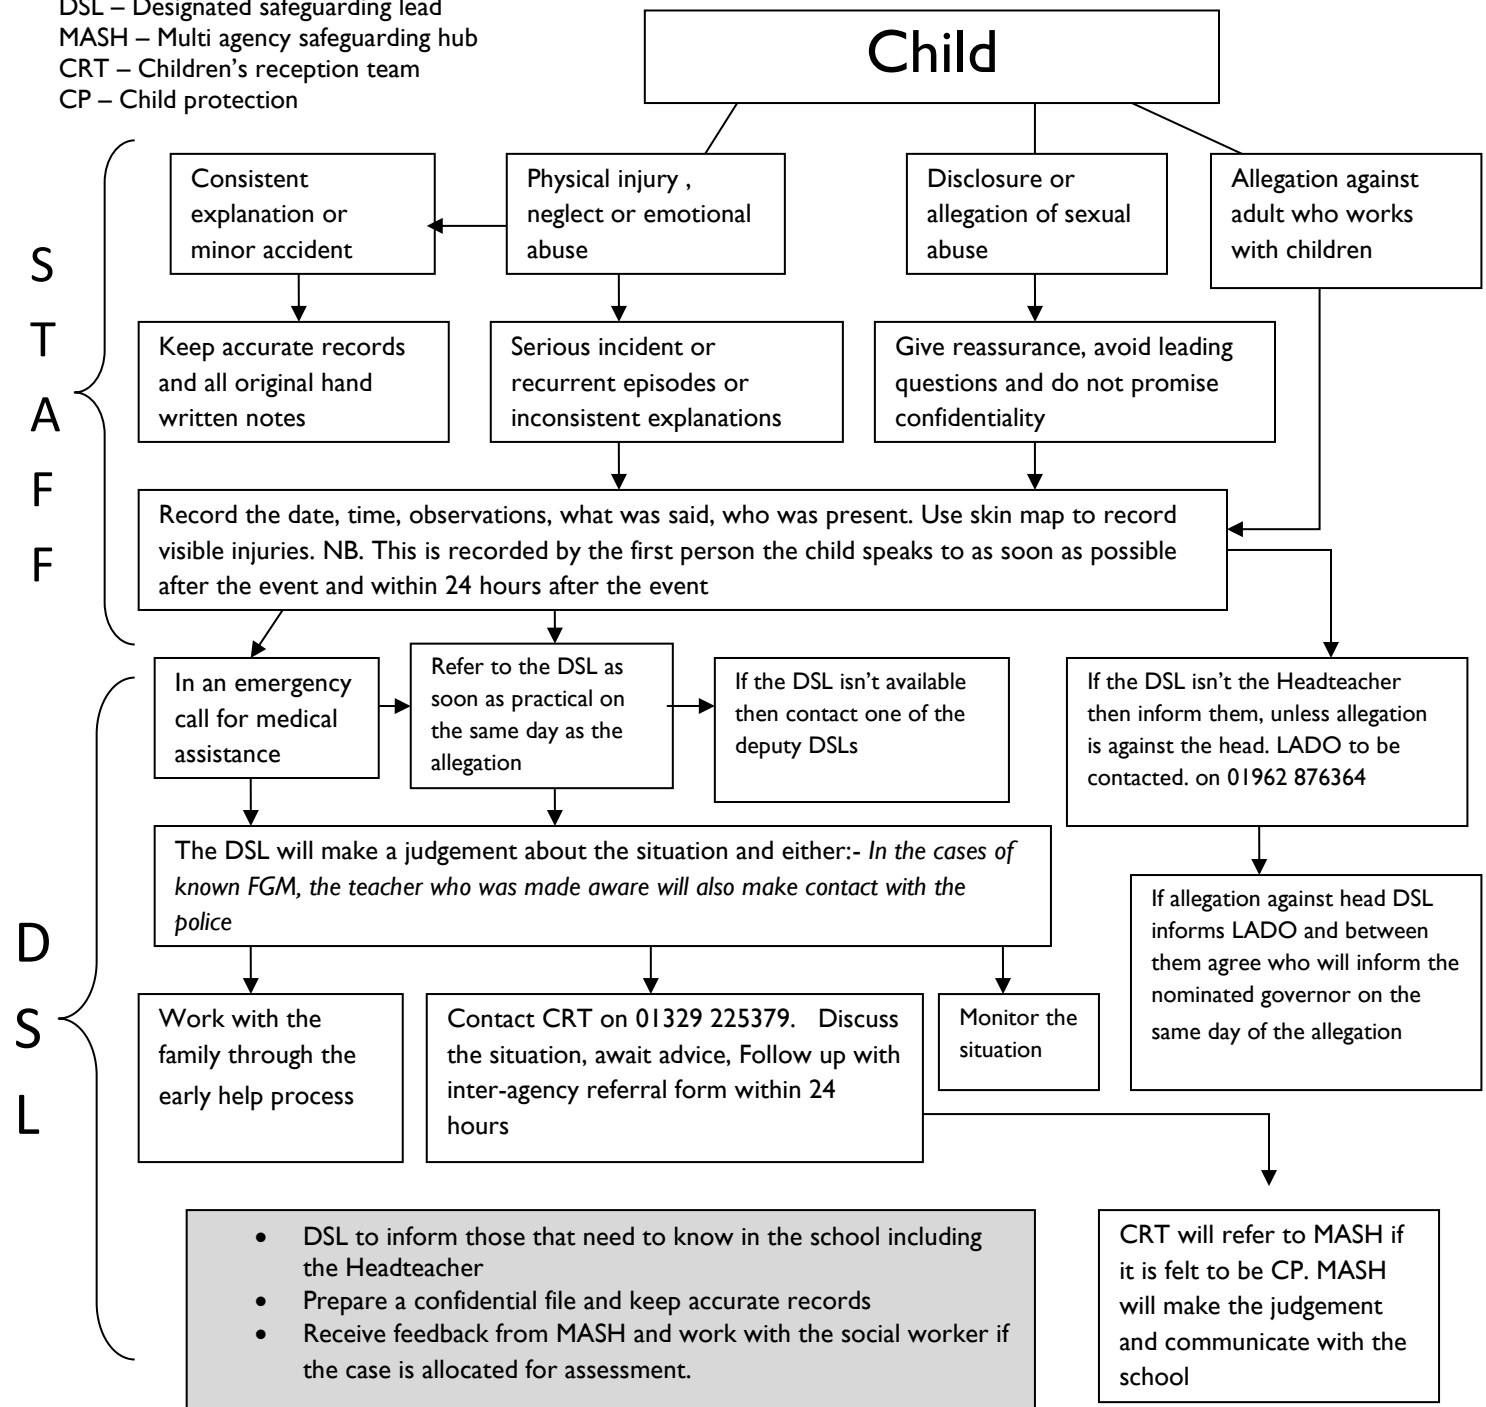 DSL – Designated safeguarding lead
MASH – Multi agency safeguarding hub
CRT – Children's reception team
CP – Child protection
Child
Consistent
explanation or
minor accident
Physical injury ,
neglect or emotional
abuse
Disclosure or
allegation of sexual
abuse
Allegation against
adult who works
with children
S
T
A
F
F
Keep accurate records
and all original hand
written notes
Serious incident or
recurrent episodes or
inconsistent explanations
Give reassurance, avoid leading
questions and do not promise
confidentiality
Record the date, time, observations, what was said, who was present. Use skin map to record
visible injuries. NB. This is recorded by the first person the child speaks to as soon as possible
after the event and within 24 hours after the event
In an emergency
call for medical
assistance
Refer to the DSL as
soon as practical on
the same day as the
allegation
If the DSL isn't available
then contact one of the
deputy DSLs
If the DSL isn't the Headteacher
then inform them, unless allegation
is against the head. LADO to be
contacted. on 01962 876364
D
S
L
The DSL will make a judgement about the situation and either:- In the cases of
known FGM, the teacher who was made aware will also make contact with the
police
If allegation against head DSL
informs LADO and between
them agree who will inform the
nominated governor on the
same day of the allegation
Work with the
family through the
early help process
Contact CRT on 01329 225379. Discuss
the situation, await advice, Follow up with
inter-agency referral form within 24
hours
Monitor the
situation
• DSL to inform those that need to know in the school including
the Headteacher
• Prepare a confidential file and keep accurate records
• Receive feedback from MASH and work with the social worker if
the case is allocated for assessment.
CRT will refer to MASH if
it is felt to be CP. MASH
will make the judgement
and communicate with the
school